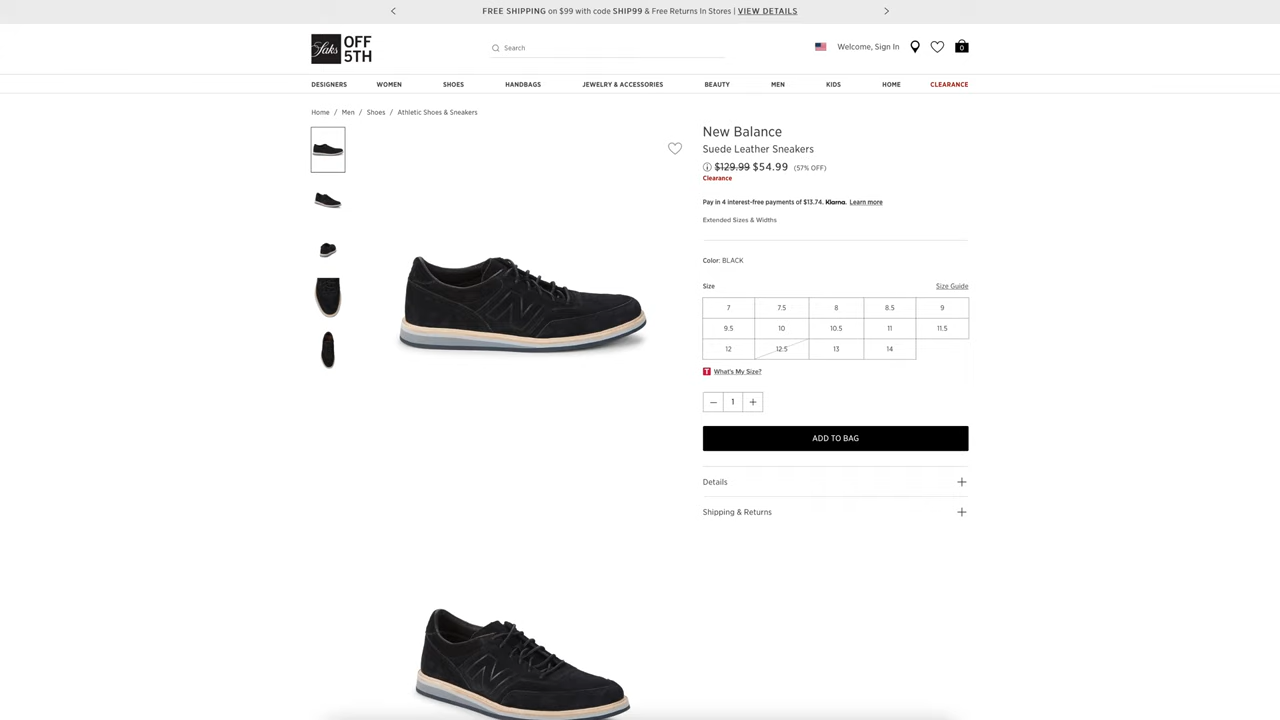 FREE SHIPPING on $99 with code SHIP99 & Free Returns In Stores | VIEW DETAILS
Saks OFF 5TH
Search
Welcome, Sign In
0
DESIGNERS WOMEN SHOES HANDBAGS JEWELRY & ACCESSORIES BEAUTY MEN KIDS HOME CLEARANCE
Home / Men / Shoes / Athletic Shoes & Sneakers
New Balance
Suede Leather Sneakers
$129.99 $54.99 (57% OFF)
Clearance
Pay in 4 interest-free payments of $13.74. Klarna. Learn more
Extended Sizes & Widths
Color: BLACK
Size Size Guide
7 7.5 8 8.5 9
9.5 10 10.5 11 11.5
12 12.5 13 14
T What's My Size?
— 1 +
ADD TO BAG
Details +
Shipping & Returns +